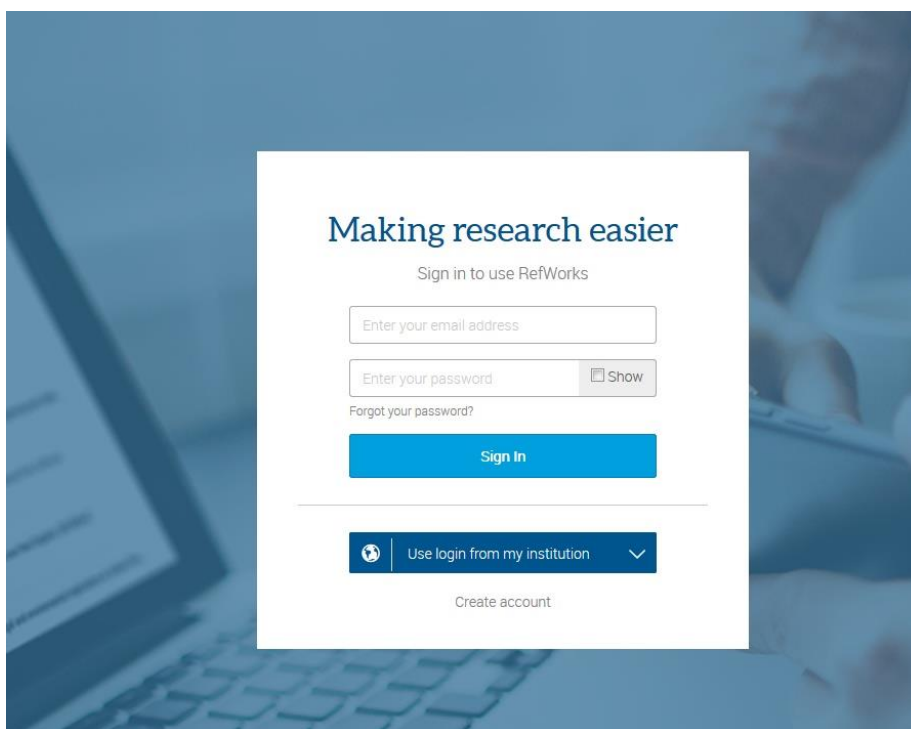 Making research easier
Sign in to use RefWorks
Enter your email address
Enter your password
Show
Forgot your password?
Sign In
Use login from my institution
Create account